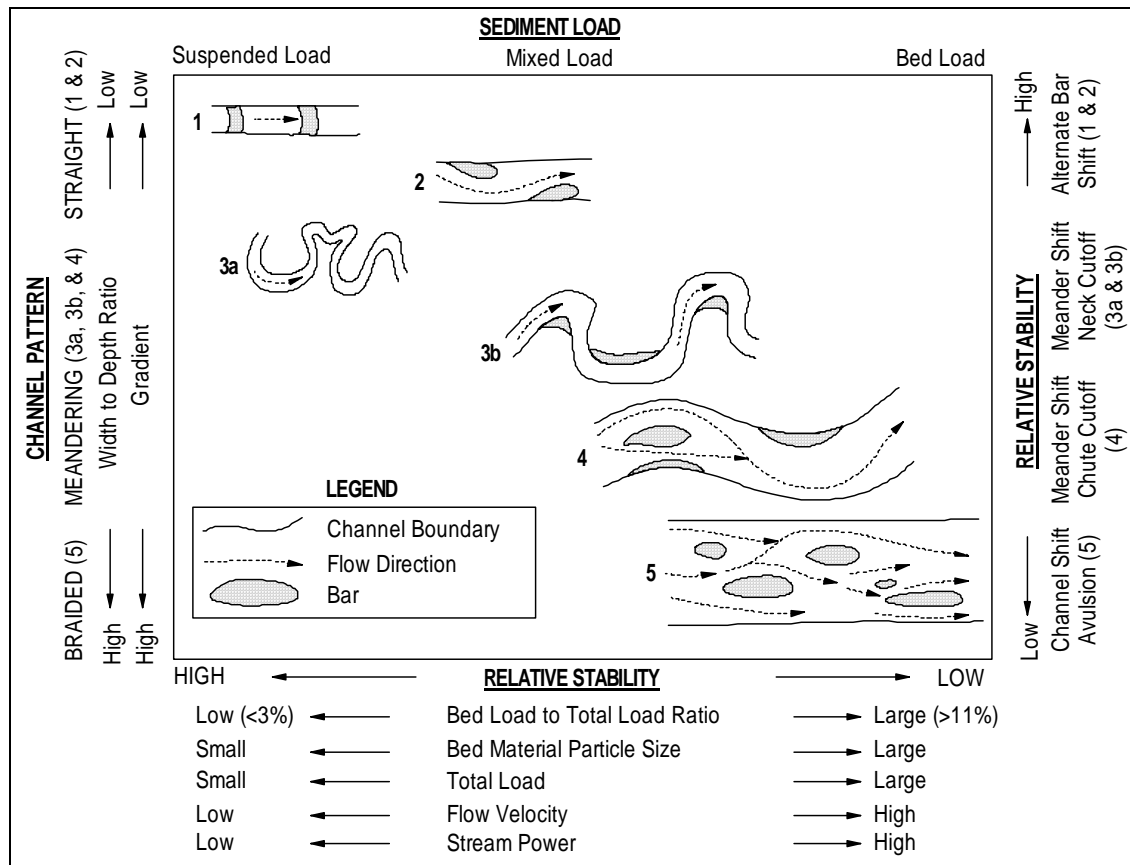 SEDIMENT LOAD
Suspended Load Mixed Load Bed Load
CHANNEL PATTERN
STRAIGHT (1 & 2)
MEANDERING (3a, 3b, & 4)
BRAIDED (5)
Low
Width to Depth Ratio
High
Low
Gradient
High
1
2
3a
3b
4
5
LEGEND
Channel Boundary
Flow Direction
Bar
High
RELATIVE STABILITY
Low
Alternate Bar
Shift (1 & 2)
Meander Shift
Neck Cutoff
(3a & 3b)
Meander Shift
Chute Cutoff
(4)
Channel Shift
Avulsion (5)
HIGH RELATIVE STABILITY LOW
Low (<3%) Bed Load to Total Load Ratio Large (>11%)
Small Bed Material Particle Size Large
Small Total Load Large
Low Flow Velocity High
Low Stream Power High